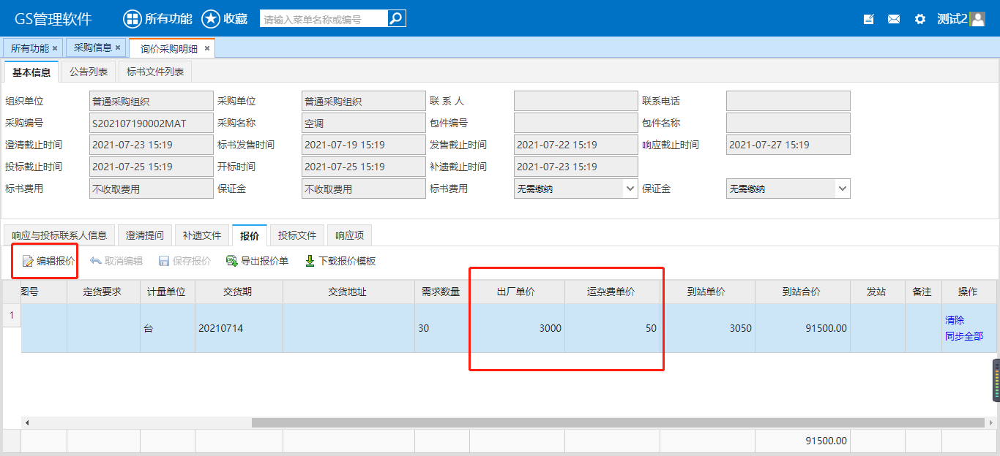 GS管理软件 所有功能 收藏 请输入菜单名称或编号 测试2
所有功能 × 采购信息 × 询价采购明细 ×
基本信息 公告列表 标书文件列表
组织单位 普通采购组织 采购单位 普通采购组织 联 系 人 联系电话
采购编号 S202107190002MAT 采购名称 空调 包件编号 包件名称
澄清截止时间 2021-07-23 15:19 标书发售时间 2021-07-19 15:19 发售截止时间 2021-07-22 15:19 响应截止时间 2021-07-27 15:19
投标截止时间 2021-07-25 15:19 开标时间 2021-07-25 15:19 补遗截止时间 2021-07-23 15:19
标书费用 不收取费用 保证金 不收取费用 标书费用 无需缴纳 保证金 无需缴纳
响应与投标联系人信息 澄清提问 补遗文件 报价 投标文件 响应项
编辑报价 取消编辑 保存报价 导出报价单 下载报价模板
图号 定货要求 计量单位 交货期 交货地址 需求数量 出厂单价 运杂费单价 到站单价 到站合价 发站 备注 操作
1 台 20210714 30 3000 50 3050 91500.00 清除
同步全部
91500.00